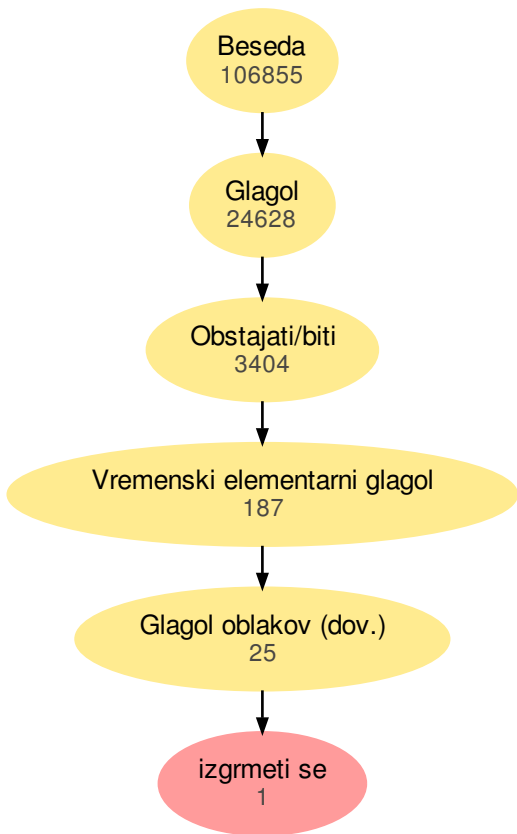 Beseda
106855
Glagol
24628
Obstajati/biti
3404
Vremenski elementarni glagol
187
Glagol oblakov (dov.)
25
izgrmeti se
1